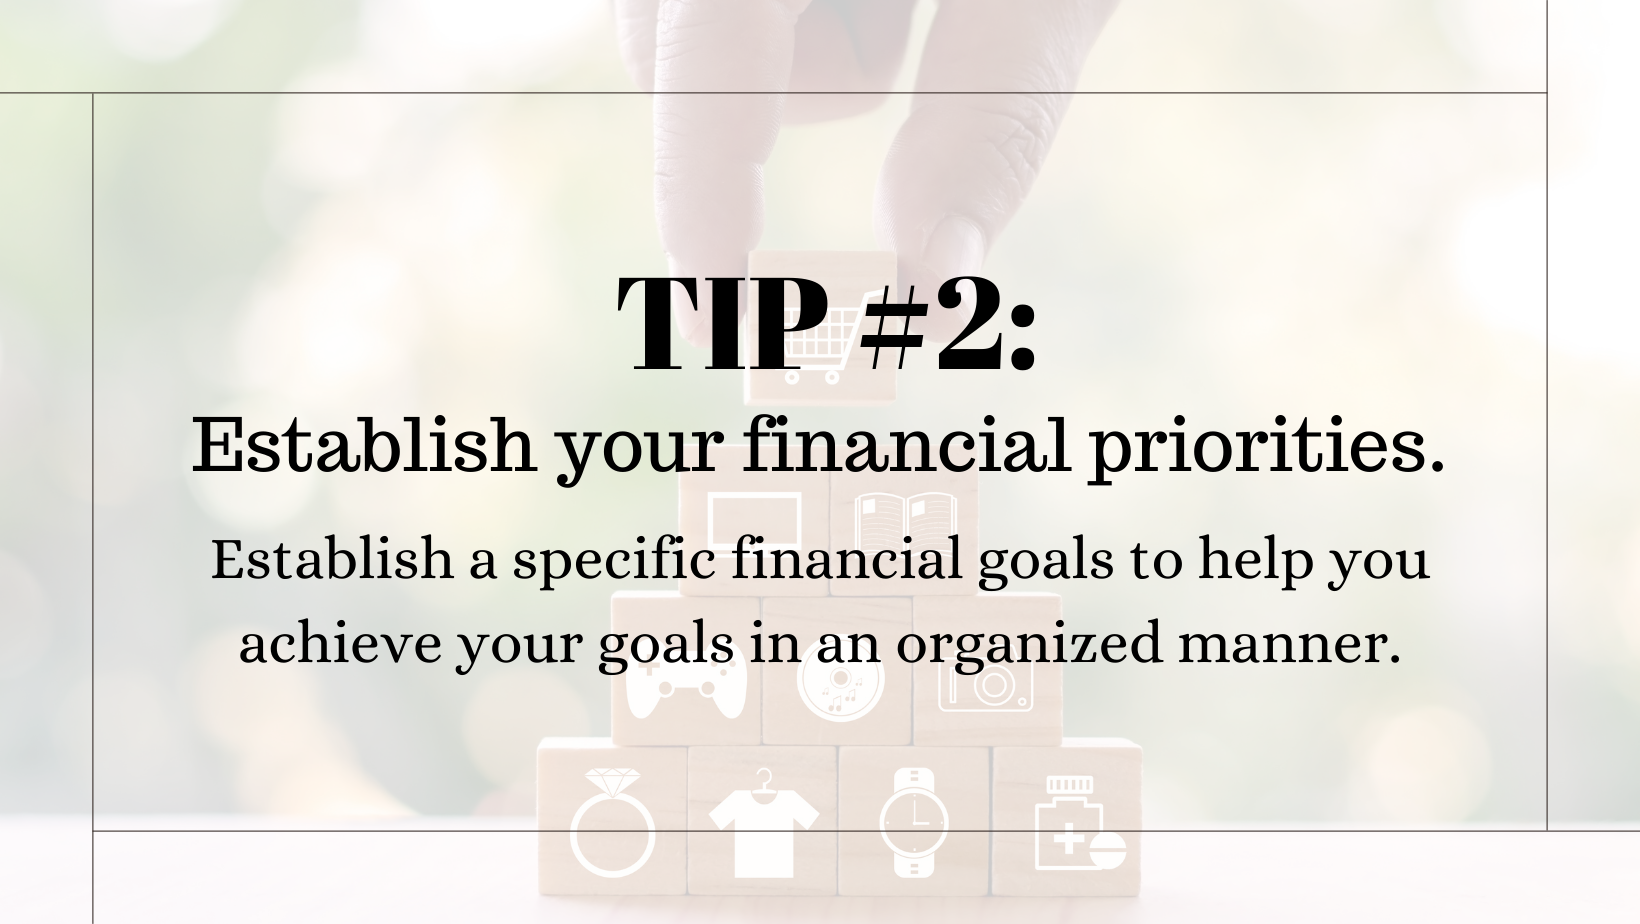 TIP #2:
Establish your financial priorities.
Establish a specific financial goals to help you
achieve your goals in an organized manner.